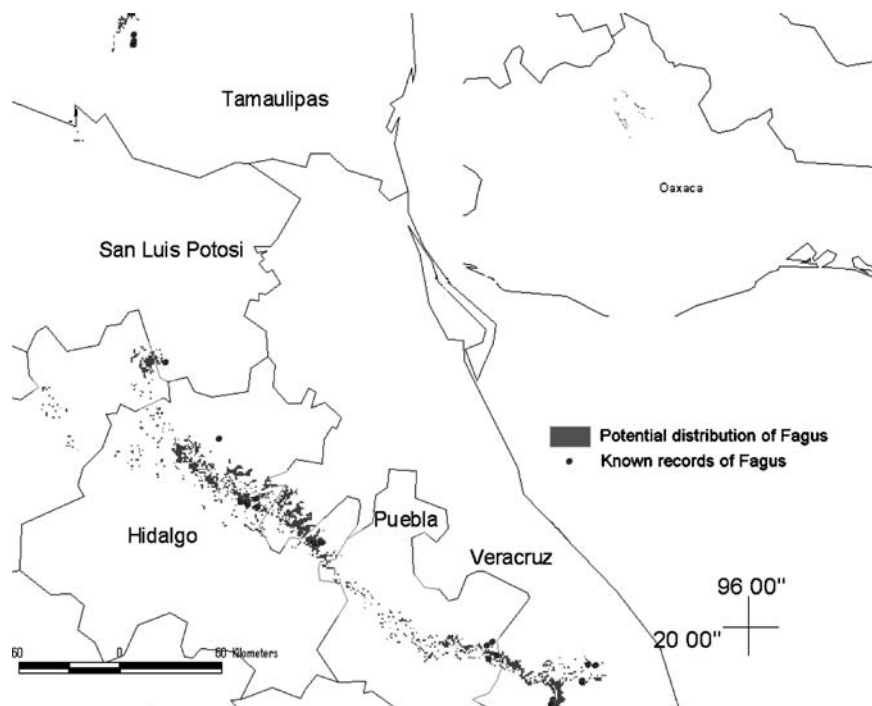 Tamaulipas
Oaxaca
San Luis Potosi
Potential distribution of Fagus
Known records of Fagus
Puebla
Hidalgo
Veracruz
96 00"
20 00"
60 0 60 Kilometers